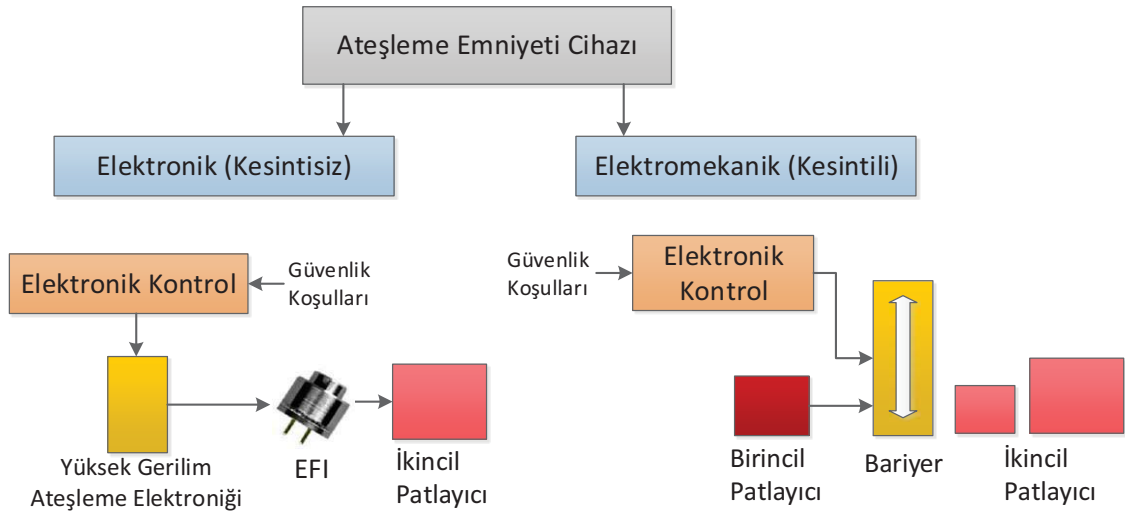 Ateşleme Emniyeti Cihazı
Elektronik (Kesintisiz)
Elektromekanik (Kesintili)
Elektronik Kontrol
Güvenlik
Koşulları
Yüksek Gerilim
Ateşleme Elektroniği
EFI
İkincil
Patlayıcı
Güvenlik
Koşulları
Elektronik
Kontrol
Birincil
Patlayıcı
Bariyer
İkincil
Patlayıcı